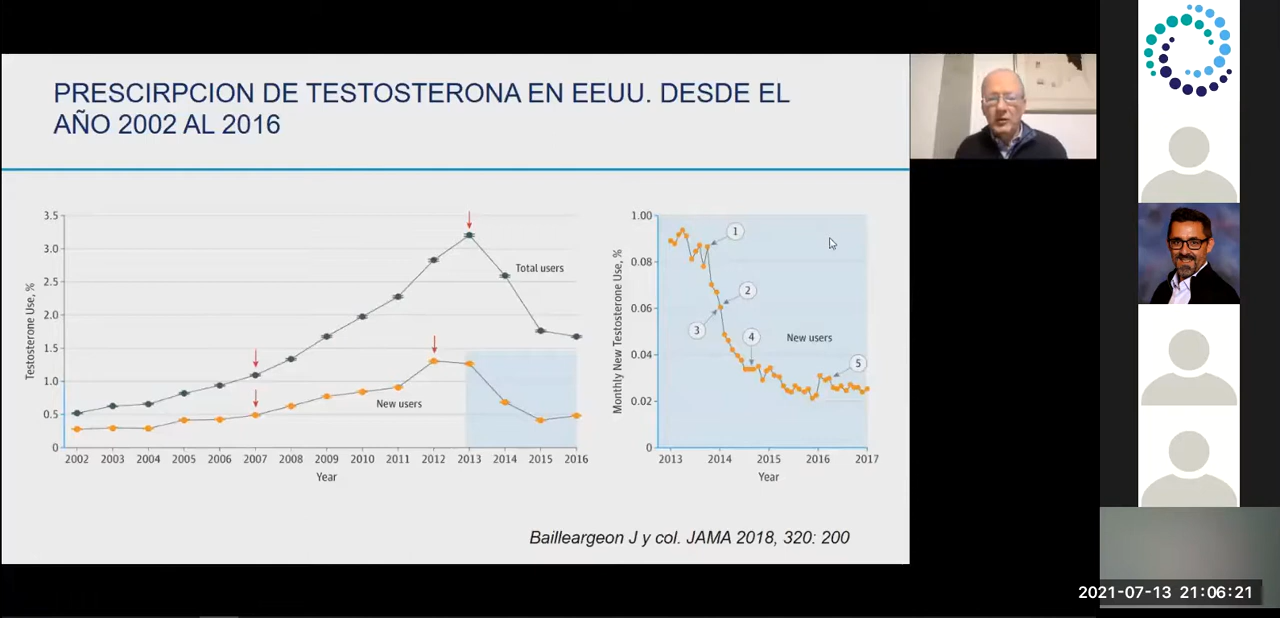 PRESCIRPCION DE TESTOSTERONA EN EEUU. DESDE EL
AÑO 2002 AL 2016
Testosterone Use, %
3.5
3.0
2.5
2.0
1.5
1.0
0.5
0
Total users
New users
2002 2003 2004 2005 2006 2007 2008 2009 2010 2011 2012 2013 2014 2015 2016
Year
Monthly New Testosterone Use, %
1.00
0.08
0.06
0.04
0.02
0
1
2
3
4
5
New users
2013 2014 2015 2016 2017
Year
Bailleargeon J y col. JAMA 2018, 320: 200
2021-07-13 21:06:21